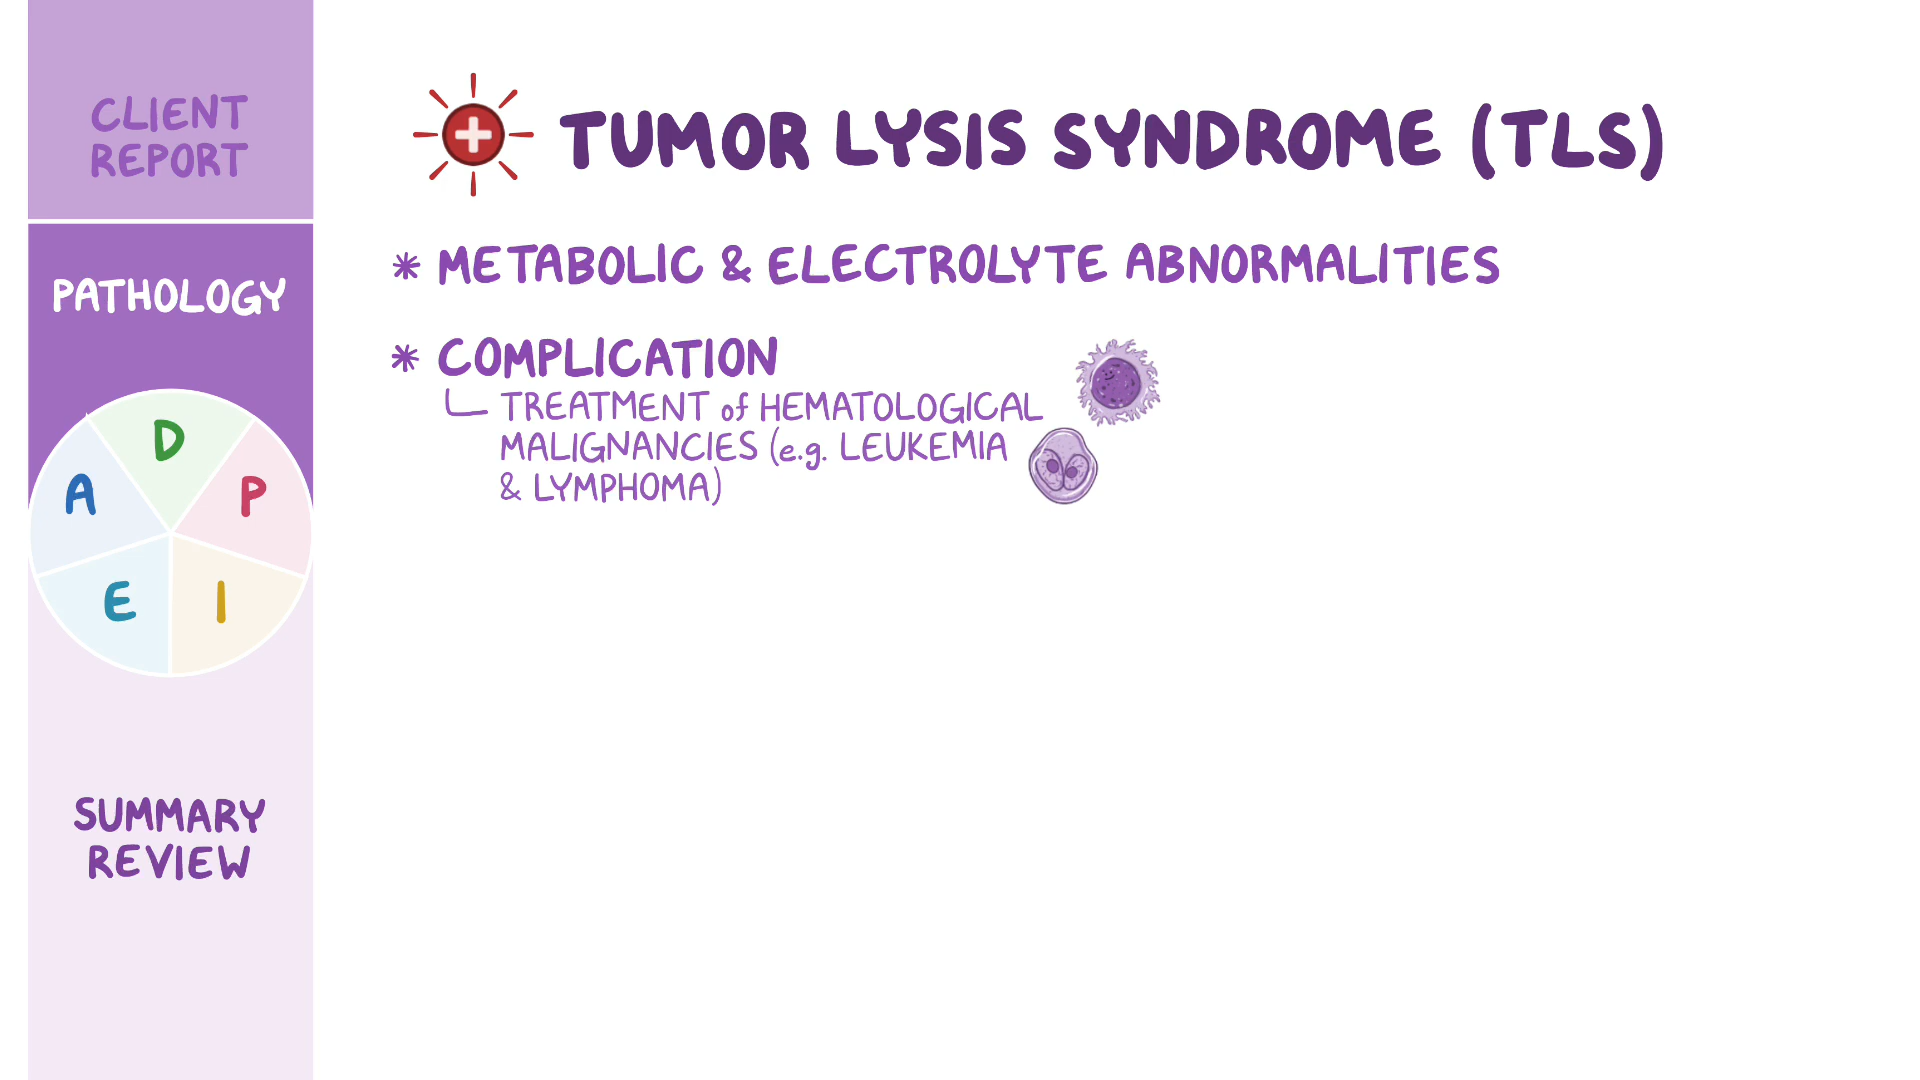 CLIENT
REPORT
PATHOLOGY
A
D
P
E
I
SUMMARY
REVIEW
TUMOR LYSIS SYNDROME (TLS)
* METABOLIC & ELECTROLYTE ABNORMALITIES
* COMPLICATION
TREATMENT of HEMATOLOGICAL
MALIGNANCIES (e.g. LEUKEMIA
& LYMPHOMA)